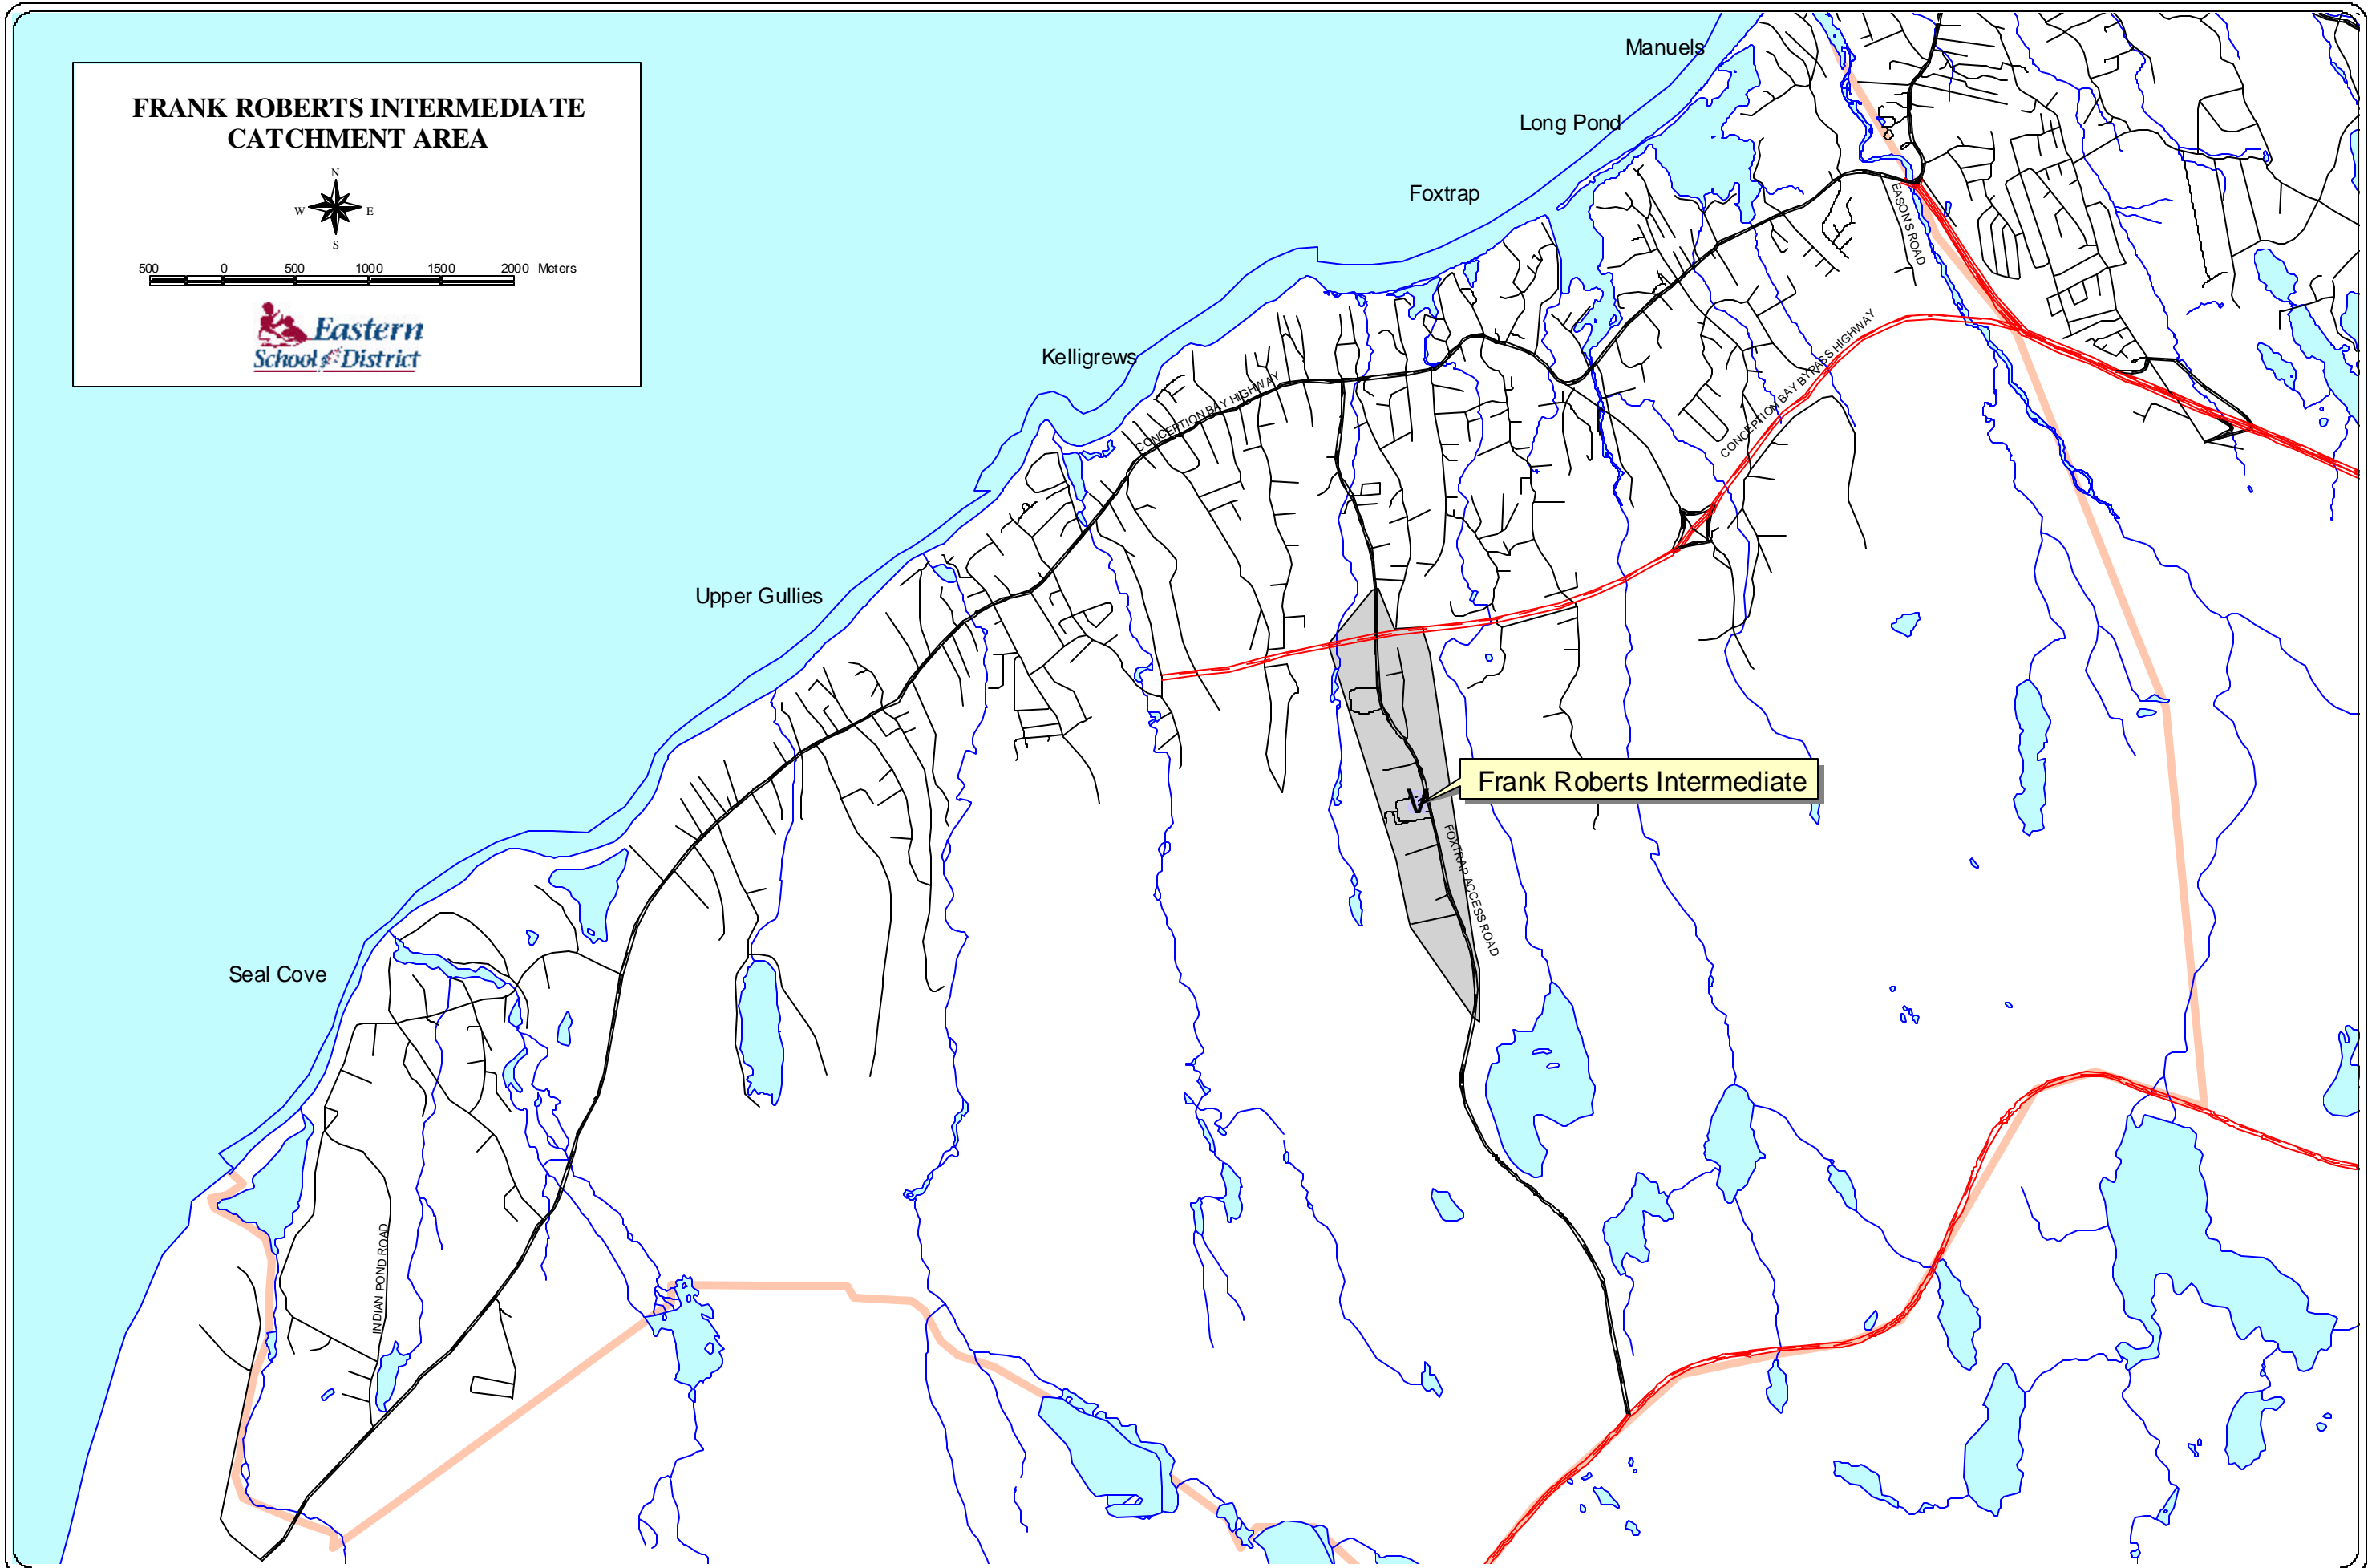 FRANK ROBERTS INTERMEDIATE
CATCHMENT AREA
N
W E
S
500 0 500 1000 1500 2000 Meters
Eastern
School District
Manuels
Long Pond
Foxtrap
EASONS ROAD
Kelligrews
CONCEPTION BAY HIGHWAY
CONCEPTION BAY BYPASS HIGHWAY
Upper Gullies
Frank Roberts Intermediate
FOXTRAP ACCESS ROAD
Seal Cove
INDIAN POND ROAD